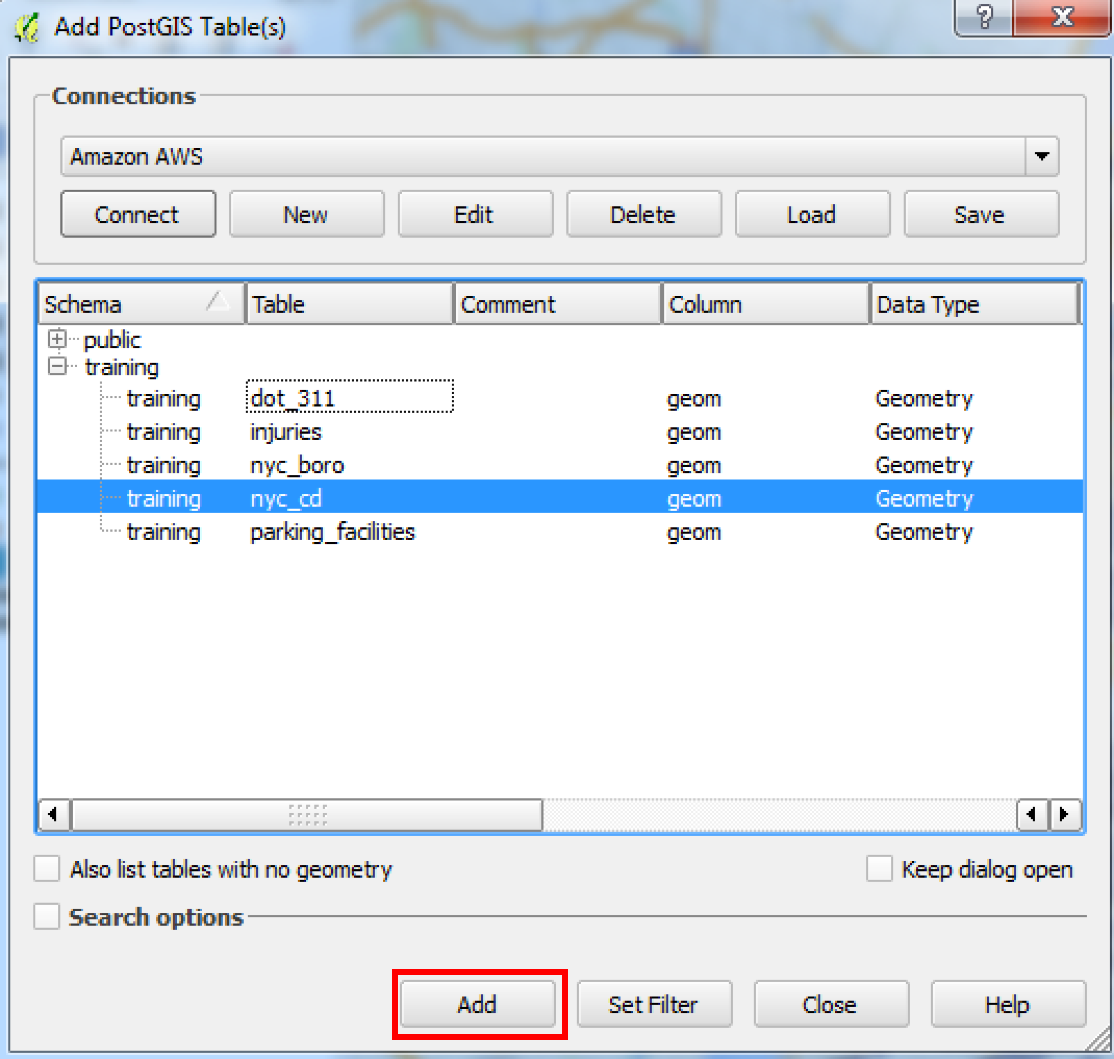 Add PostGIS Table(s)
?
X
Connections
Amazon AWS
Connect New Edit Delete Load Save
Schema Table Comment Column Data Type
public
training
training dot_311 geom Geometry
training injuries geom Geometry
training nyc_boro geom Geometry
training nyc_cd geom Geometry
training parking_facilities geom Geometry
Also list tables with no geometry Keep dialog open
Search options
Add Set Filter Close Help